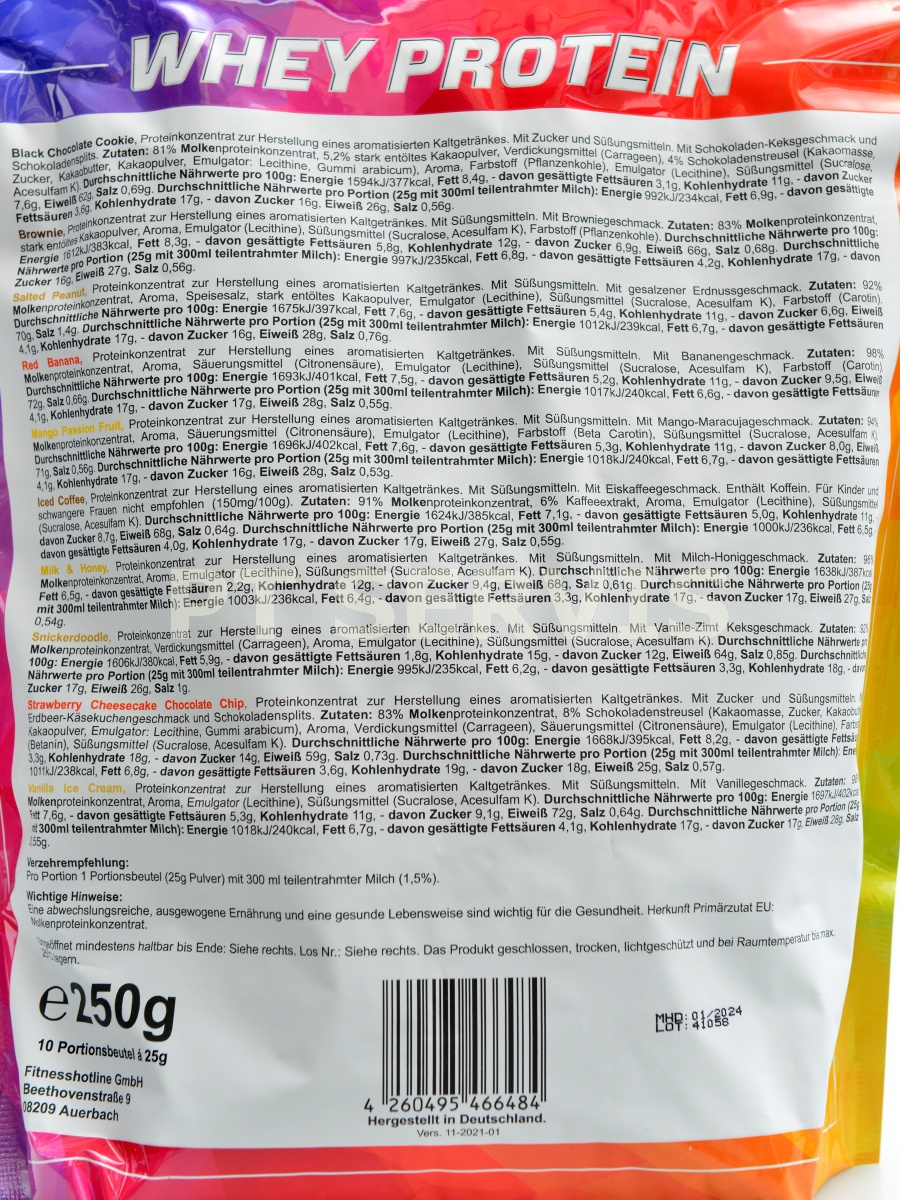 WHEY PROTEIN
Black Chocolate Cookie, Proteinkonzentrat zur Herstellung eines aromatisierten Kaltgetränkes. Mit Zucker und Süßungsmitteln. Mit Schokoladen-Keksgeschmack und
Schokoladensplits. Zutaten: 81% Molkenproteinkonzentrat, 5,2% stark entöltes Kakaopulver, Verdickungsmittel (Carrageen), 4% Schokoladenstreusel (Kakaomasse,
Zucker, Kakaobutter, Kakaopulver, Emulgator: Lecithine, Gummi arabicum), Aroma, Farbstoff (Pflanzenkohle), Emulgator (Lecithine), Süßungsmittel (Sucralose,
Acesulfam K). Durchschnittliche Nährwerte pro 100g: Energie 1594kJ/377kcal, Fett 8,4g, - davon gesättigte Fettsäuren 3,1g, Kohlenhydrate 11g, - davon Zucker
7,6g, Eiweiß 62g, Salz 0,69g. Durchschnittliche Nährwerte pro Portion (25g mit 300ml teilentrahmter Milch): Energie 992kJ/234kcal, Fett 6,9g, - davon gesättigte
Fettsäuren 3,6g, Kohlenhydrate 17g, - davon Zucker 16g, Eiweiß 26g, Salz 0,56g.
Brownie, Proteinkonzentrat zur Herstellung eines aromatisierten Kaltgetränkes. Mit Süßungsmitteln. Mit Browniegeschmack. Zutaten: 83% Molkenproteinkonzentrat,
stark entöltes Kakaopulver, Aroma, Emulgator (Lecithine), Süßungsmittel (Sucralose, Acesulfam K), Farbstoff (Pflanzenkohle). Durchschnittliche Nährwerte pro 100g:
Energie 1612kJ/383kcal, Fett 8,3g, - davon gesättigte Fettsäuren 5,8g, Kohlenhydrate 12g, - davon Zucker 6,9g, Eiweiß 66g, Salz 0,68g. Durchschnittliche
Nährwerte pro Portion (25g mit 300ml teilentrahmter Milch): Energie 997kJ/235kcal, Fett 6,8g, - davon gesättigte Fettsäuren 4,2g, Kohlenhydrate 17g, - davon
Zucker 16g, Eiweiß 27g, Salz 0,56g.
Salted Peanut, Proteinkonzentrat zur Herstellung eines aromatisierten Kaltgetränkes. Mit Süßungsmitteln. Mit gesalzener Erdnussgeschmack. Zutaten: 92%
Molkenproteinkonzentrat, Aroma, Speisesalz, stark entöltes Kakaopulver, Emulgator (Lecithine), Süßungsmittel (Sucralose, Acesulfam K), Farbstoff (Carotin).
Durchschnittliche Nährwerte pro 100g: Energie 1675kJ/397kcal, Fett 7,6g, - davon gesättigte Fettsäuren 5,4g, Kohlenhydrate 11g, - davon Zucker 6,6g, Eiweiß
70g, Salz 1,4g. Durchschnittliche Nährwerte pro Portion (25g mit 300ml teilentrahmter Milch): Energie 1012kJ/239kcal, Fett 6,7g, - davon gesättigte Fettsäuren
4,1g, Kohlenhydrate 17g, - davon Zucker 16g, Eiweiß 28g, Salz 0,76g.
Red Banana, Proteinkonzentrat zur Herstellung eines aromatisierten Kaltgetränkes. Mit Süßungsmitteln. Mit Bananengeschmack. Zutaten: 98%
Molkenproteinkonzentrat, Aroma, Säuerungsmittel (Citronensäure), Emulgator (Lecithine), Süßungsmittel (Sucralose, Acesulfam K), Farbstoff (Carotin).
Durchschnittliche Nährwerte pro 100g: Energie 1693kJ/401kcal, Fett 7,5g, - davon gesättigte Fettsäuren 5,2g, Kohlenhydrate 11g, - davon Zucker 9,5g, Eiweiß
72g, Salz 0,66g. Durchschnittliche Nährwerte pro Portion (25g mit 300ml teilentrahmter Milch): Energie 1017kJ/240kcal, Fett 6,6g, - davon gesättigte Fettsäuren
4,1g, Kohlenhydrate 17g, - davon Zucker 17g, Eiweiß 28g, Salz 0,55g.
Mango Passion Fruit, Proteinkonzentrat zur Herstellung eines aromatisierten Kaltgetränkes. Mit Süßungsmitteln. Mit Mango-Maracujageschmack. Zutaten: 94%
Molkenproteinkonzentrat, Aroma, Säuerungsmittel (Citronensäure), Emulgator (Lecithine), Farbstoff (Beta Carotin), Süßungsmittel (Sucralose, Acesulfam K).
Durchschnittliche Nährwerte pro 100g: Energie 1696kJ/402kcal, Fett 7,6g, - davon gesättigte Fettsäuren 5,3g, Kohlenhydrate 11g, - davon Zucker 8,0g, Eiweiß
71g, Salz 0,56g. Durchschnittliche Nährwerte pro Portion (25g mit 300ml teilentrahmter Milch): Energie 1018kJ/240kcal, Fett 6,7g, - davon gesättigte Fettsäuren
4,1g, Kohlenhydrate 17g, - davon Zucker 16g, Eiweiß 28g, Salz 0,53g.
Iced Coffee, Proteinkonzentrat zur Herstellung eines aromatisierten Kaltgetränkes. Mit Süßungsmitteln. Mit Eiskaffeegeschmack. Enthält Koffein. Für Kinder und
schwangere Frauen nicht empfohlen (150mg/100g). Zutaten: 91% Molkenproteinkonzentrat, 6% Kaffeeextrakt, Aroma, Emulgator (Lecithine), Süßungsmittel
(Sucralose, Acesulfam K). Durchschnittliche Nährwerte pro 100g: Energie 1624kJ/385kcal, Fett 7,1g, - davon gesättigte Fettsäuren 5,0g, Kohlenhydrate 11g, -
davon Zucker 8,7g, Eiweiß 68g, Salz 0,64g. Durchschnittliche Nährwerte pro Portion (25g mit 300ml teilentrahmter Milch): Energie 1000kJ/236kcal, Fett 6,5g, -
davon gesättigte Fettsäuren 4,0g, Kohlenhydrate 17g, - davon Zucker 17g, Eiweiß 27g, Salz 0,55g.
Milk & Honey, Proteinkonzentrat zur Herstellung eines aromatisierten Kaltgetränkes. Mit Süßungsmitteln. Mit Milch-Honiggeschmack. Zutaten: 96%
Molkenproteinkonzentrat, Aroma, Emulgator (Lecithine), Süßungsmittel (Sucralose, Acesulfam K). Durchschnittliche Nährwerte pro 100g: Energie 1638kJ/387kcal
Fett 6,5g, - davon gesättigte Fettsäuren 2,2g, Kohlenhydrate 12g, - davon Zucker 9,4g, Eiweiß 68g, Salz 0,61g. Durchschnittliche Nährwerte pro Portion (25g
mit 300ml teilentrahmter Milch): Energie 1003kJ/236kcal, Fett 6,4g, - davon gesättigte Fettsäuren 3,3g, Kohlenhydrate 17g, - davon Zucker 17g, Eiweiß 27g, Salz
0,54g.
PT SERVIS
Snickerdoodle, Proteinkonzentrat zur Herstellung eines aromatisierten Kaltgetränkes. Mit Süßungsmitteln. Mit Vanille-Zimt Keksgeschmack. Zutaten: 92%
Molkenproteinkonzentrat, Verdickungsmittel (Carrageen), Aroma, Emulgator (Lecithine), Süßungsmittel (Sucralose, Acesulfam K). Durchschnittliche Nährwerte pro
100g: Energie 1606kJ/380kcal, Fett 5,9g, - davon gesättigte Fettsäuren 1,8g, Kohlenhydrate 15g, - davon Zucker 12g, Eiweiß 64g, Salz 0,85g. Durchschnittliche
Nährwerte pro Portion (25g mit 300ml teilentrahmter Milch): Energie 995kJ/235kcal, Fett 6,2g, - davon gesättigte Fettsäuren 3,3g, Kohlenhydrate 18g, - davon
Zucker 17g, Eiweiß 26g, Salz 1g.
Strawberry Cheesecake Chocolate Chip, Proteinkonzentrat zur Herstellung eines aromatisierten Kaltgetränkes. Mit Zucker und Süßungsmitteln.
Erdbeer-Käsekuchengeschmack und Schokoladensplits. Zutaten: 83% Molkenproteinkonzentrat, 8% Schokoladenstreusel (Kakaomasse, Zucker,
Kakaopulver, Emulgator: Lecithine, Gummi arabicum), Aroma, Verdickungsmittel (Carrageen), Säuerungsmittel (Citronensäure), Emulgator (Lecithine),
(Betanin), Süßungsmittel (Sucralose, Acesulfam K). Durchschnittliche Nährwerte pro 100g: Energie 1668kJ/395kcal, Fett 8,2g, - davon gesättigte Fettsäuren
3,3g, Kohlenhydrate 18g, - davon Zucker 14g, Eiweiß 59g, Salz 0,73g. Durchschnittliche Nährwerte pro Portion (25g mit 300ml teilentrahmter Milch):
1011kJ/238kcal, Fett 6,8g, - davon gesättigte Fettsäuren 3,6g, Kohlenhydrate 19g, - davon Zucker 18g, Eiweiß 25g, Salz 0,57g.
Vanilla Ice Cream, Proteinkonzentrat zur Herstellung eines aromatisierten Kaltgetränkes. Mit Süßungsmitteln. Mit Vanillegeschmack. Zutaten:
Molkenproteinkonzentrat, Aroma, Emulgator (Lecithine), Süßungsmittel (Sucralose, Acesulfam K). Durchschnittliche Nährwerte pro 100g: Energie 1697kJ/402kcal,
Fett 7,6g, - davon gesättigte Fettsäuren 5,3g, Kohlenhydrate 11g, - davon Zucker 9,1g, Eiweiß 72g, Salz 0,64g. Durchschnittliche Nährwerte pro Portion (25g
300ml teilentrahmter Milch): Energie 1018kJ/240kcal, Fett 6,7g, - davon gesättigte Fettsäuren 4,1g, Kohlenhydrate 17g, - davon Zucker 17g, Eiweiß 28g, Salz
,55g.
Verzehrempfehlung:
Pro Portion 1 Portionsbeutel (25g Pulver) mit 300 ml teilentrahmter Milch (1,5%).
Wichtige Hinweise:
Eine abwechslungsreiche, ausgewogene Ernährung und eine gesunde Lebensweise sind wichtig für die Gesundheit. Herkunft Primärzutat EU:
Molkenproteinkonzentrat.
Ungeöffnet mindestens haltbar bis Ende: Siehe rechts. Los Nr.: Siehe rechts. Das Produkt geschlossen, trocken, lichtgeschützt und bei Raumtemperatur bis max.
lagern.
℮250g
10 Portionsbeutel á 25g
Fitnesshotline GmbH
Beethovenstraße 9
08209 Auerbach
MHD: 01/2024
LOT: 41058
4 260495 466484
Hergestellt in Deutschland.
Vers. 11-2021-01